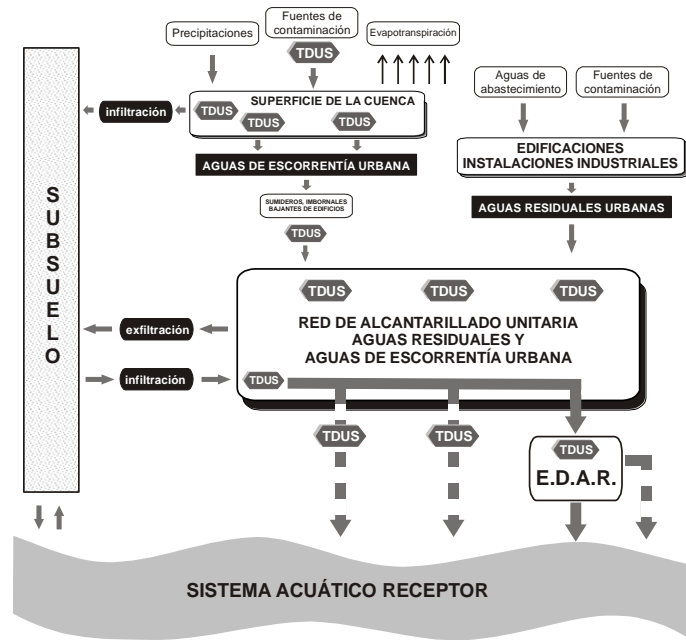 Precipitaciones
Fuentes de
contaminación
TDUS
Evapotranspiración
Aguas de
abastecimiento
Fuentes de
contaminación
infiltración
TDUS
SUPERFICIE DE LA CUENCA
TDUS
TDUS
EDIFICACIONES
INSTALACIONES INDUSTRIALES
AGUAS DE ESCORRENTÍA URBANA
SUMIDEROS, IMBORNALES
BAJANTES DE EDIFICIOS
TDUS
AGUAS RESIDUALES URBANAS
SUBSUELO
TDUS
TDUS
TDUS
RED DE ALCANTARILLADO UNITARIA
AGUAS RESIDUALES Y
AGUAS DE ESCORRENTÍA URBANA
exfiltración
infiltración
TDUS
TDUS
TDUS
TDUS
E.D.A.R.
SISTEMA ACUÁTICO RECEPTOR